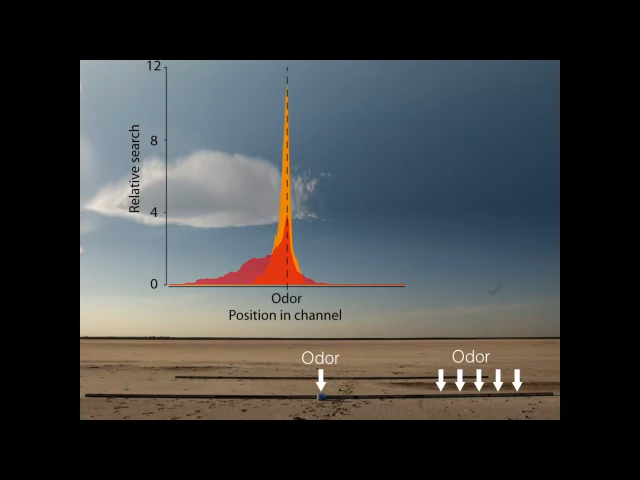 12
8
4
0
Relative search
Odor
Position in channel
Odor
Odor